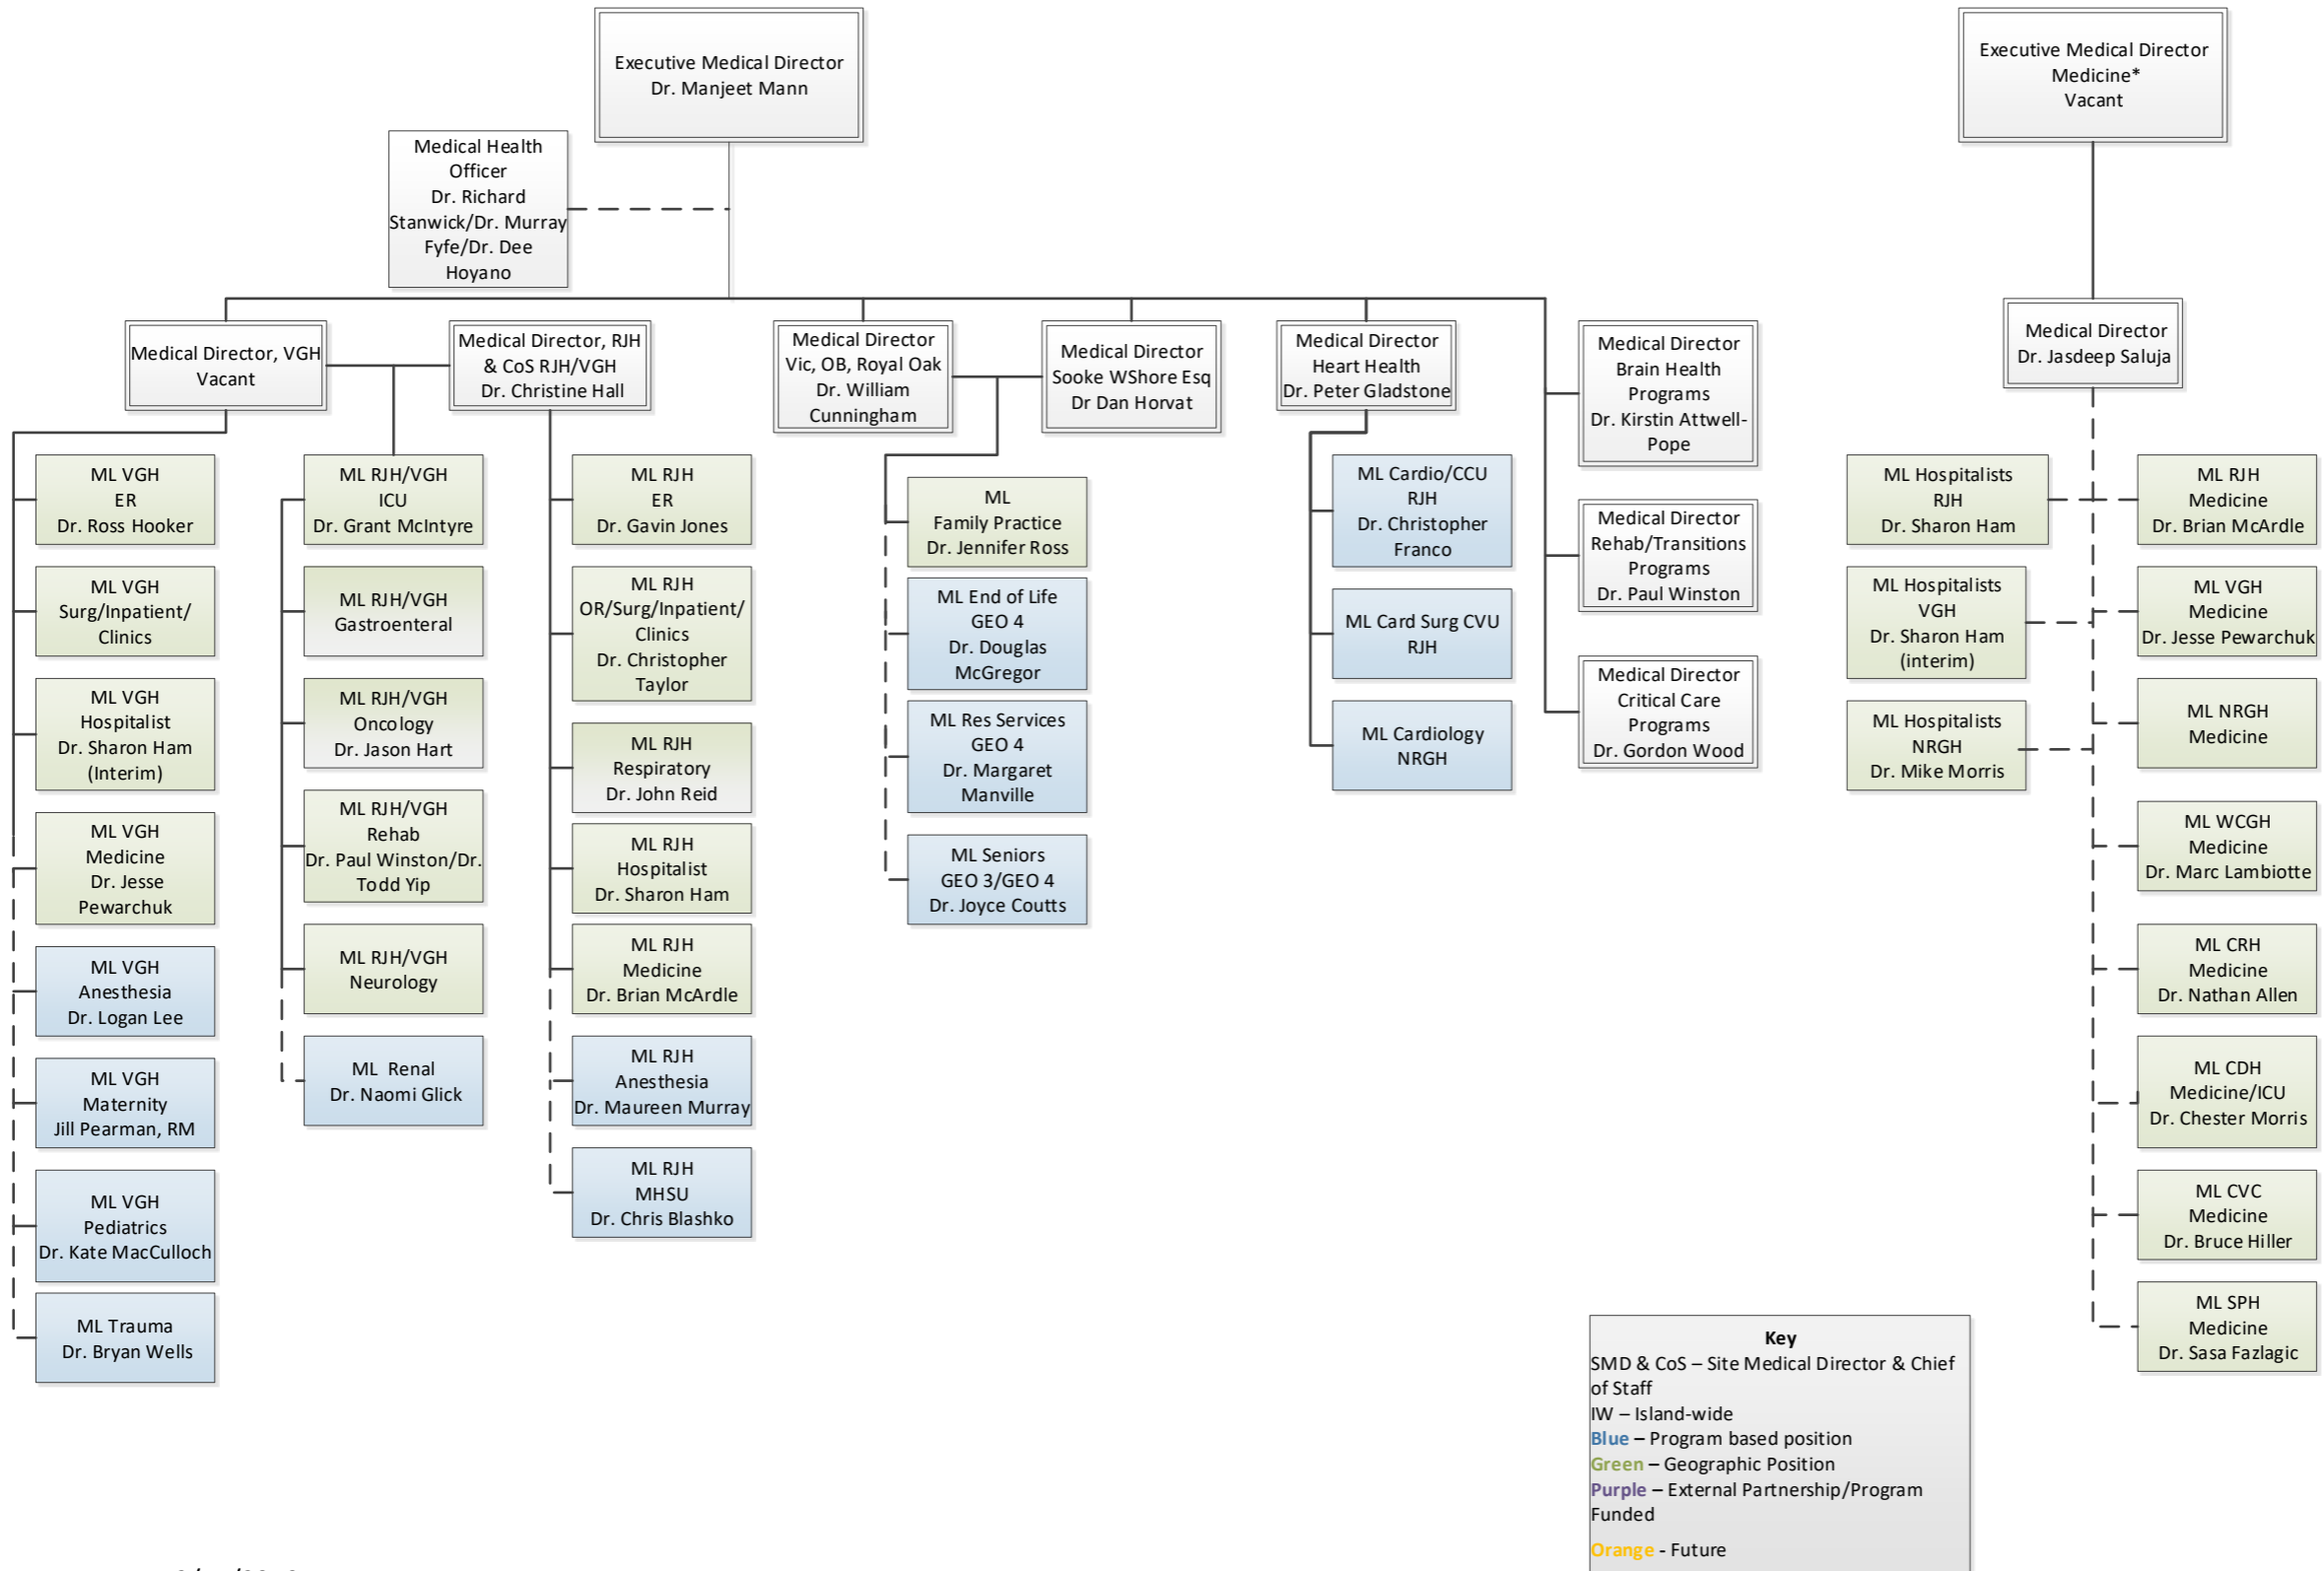 Executive Medical Director
Dr. Manjeet Mann
Executive Medical Director
Medicine*
Vacant
Medical Health
Officer
Dr. Richard
Stanwick/Dr. Murray
Fyfe/Dr. Dee
Hoyano
Medical Director, VGH
Vacant
Medical Director, RJH
& CoS RJH/VGH
Dr. Christine Hall
Medical Director
Vic, OB, Royal Oak
Dr. William
Cunningham
Medical Director
Sooke WShore Esq
Dr Dan Horvat
Medical Director
Heart Health
Dr. Peter Gladstone
Medical Director
Brain Health
Programs
Dr. Kirstin Attwell-
Pope
Medical Director
Rehab/Transitions
Programs
Dr. Paul Winston
Medical Director
Critical Care
Programs
Dr. Gordon Wood
Medical Director
Dr. Jasdeep Saluja
ML VGH
ER
Dr. Ross Hooker
ML VGH
Surg/Inpatient/
Clinics
ML VGH
Hospitalist
Dr. Sharon Ham
(Interim)
ML VGH
Medicine
Dr. Jesse
Pewarchuk
ML VGH
Anesthesia
Dr. Logan Lee
ML VGH
Maternity
Jill Pearman, RM
ML VGH
Pediatrics
Dr. Kate MacCulloch
ML Trauma
Dr. Bryan Wells
ML RJH/VGH
ICU
Dr. Grant McIntyre
ML RJH/VGH
Gastroenteral
ML RJH/VGH
Oncology
Dr. Jason Hart
ML RJH/VGH
Rehab
Dr. Paul Winston/Dr.
Todd Yip
ML RJH/VGH
Neurology
ML Renal
Dr. Naomi Glick
ML RJH
ER
Dr. Gavin Jones
ML RJH
OR/Surg/Inpatient/
Clinics
Dr. Christopher
Taylor
ML RJH
Respiratory
Dr. John Reid
ML RJH
Hospitalist
Dr. Sharon Ham
ML RJH
Medicine
Dr. Brian McArdle
ML RJH
Anesthesia
Dr. Maureen Murray
ML RJH
MHSU
Dr. Chris Blashko
ML
Family Practice
Dr. Jennifer Ross
ML End of Life
GEO 4
Dr. Douglas
McGregor
ML Res Services
GEO 4
Dr. Margaret
Manville
ML Seniors
GEO 3/GEO 4
Dr. Joyce Coutts
ML Cardio/CCU
RJH
Dr. Christopher
Franco
ML Card Surg CVU
RJH
ML Cardiology
NRGH
ML Hospitalists
RJH
Dr. Sharon Ham
ML Hospitalists
VGH
Dr. Sharon Ham
(interim)
ML Hospitalists
NRGH
Dr. Mike Morris
ML RJH
Medicine
Dr. Brian McArdle
ML VGH
Medicine
Dr. Jesse Pewarchuk
ML NRGH
Medicine
ML WCGH
Medicine
Dr. Marc Lambiotte
ML CRH
Medicine
Dr. Nathan Allen
ML CDH
Medicine/ICU
Dr. Chester Morris
ML CVC
Medicine
Dr. Bruce Hiller
ML SPH
Medicine
Dr. Sasa Fazlagic
Key
SMD & CoS – Site Medical Director & Chief
of Staff
IW – Island-wide
Blue – Program based position
Green – Geographic Position
Purple – External Partnership/Program
Funded
Orange - Future